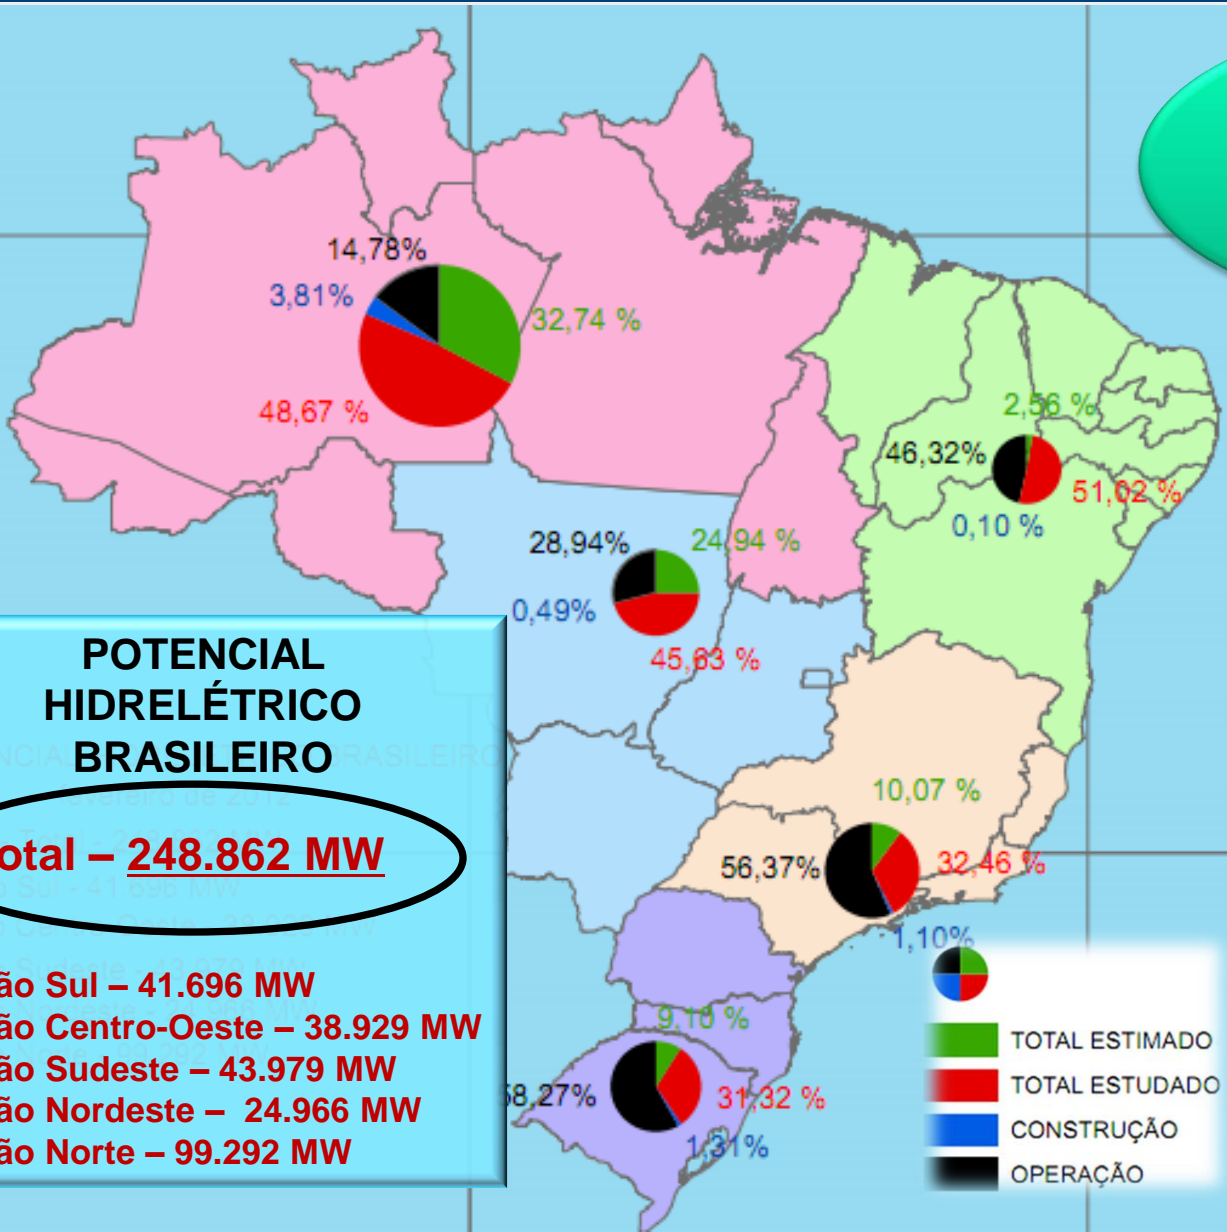 14,78%
3,81%
32,74 %
48,67 %
2,56 %
46,32%
51,02 %
0,10 %
28,94%
24,94 %
0,49%
45,63 %
POTENCIAL
HIDRELÉTRICO
BRASILEIRO
fevereiro de 2012
otal – 248.862 MW
ão Sul – 41.696 MW
ão Centro-Oeste – 38.929 MW
ão Sudeste – 43.979 MW
ão Nordeste – 24.966 MW
ão Norte – 99.292 MW
10,07 %
56,37%
32,46 %
1,10%
9,10 %
58,27%
31,32 %
1,31%
TOTAL ESTIMADO
TOTAL ESTUDADO
CONSTRUÇÃO
OPERAÇÃO